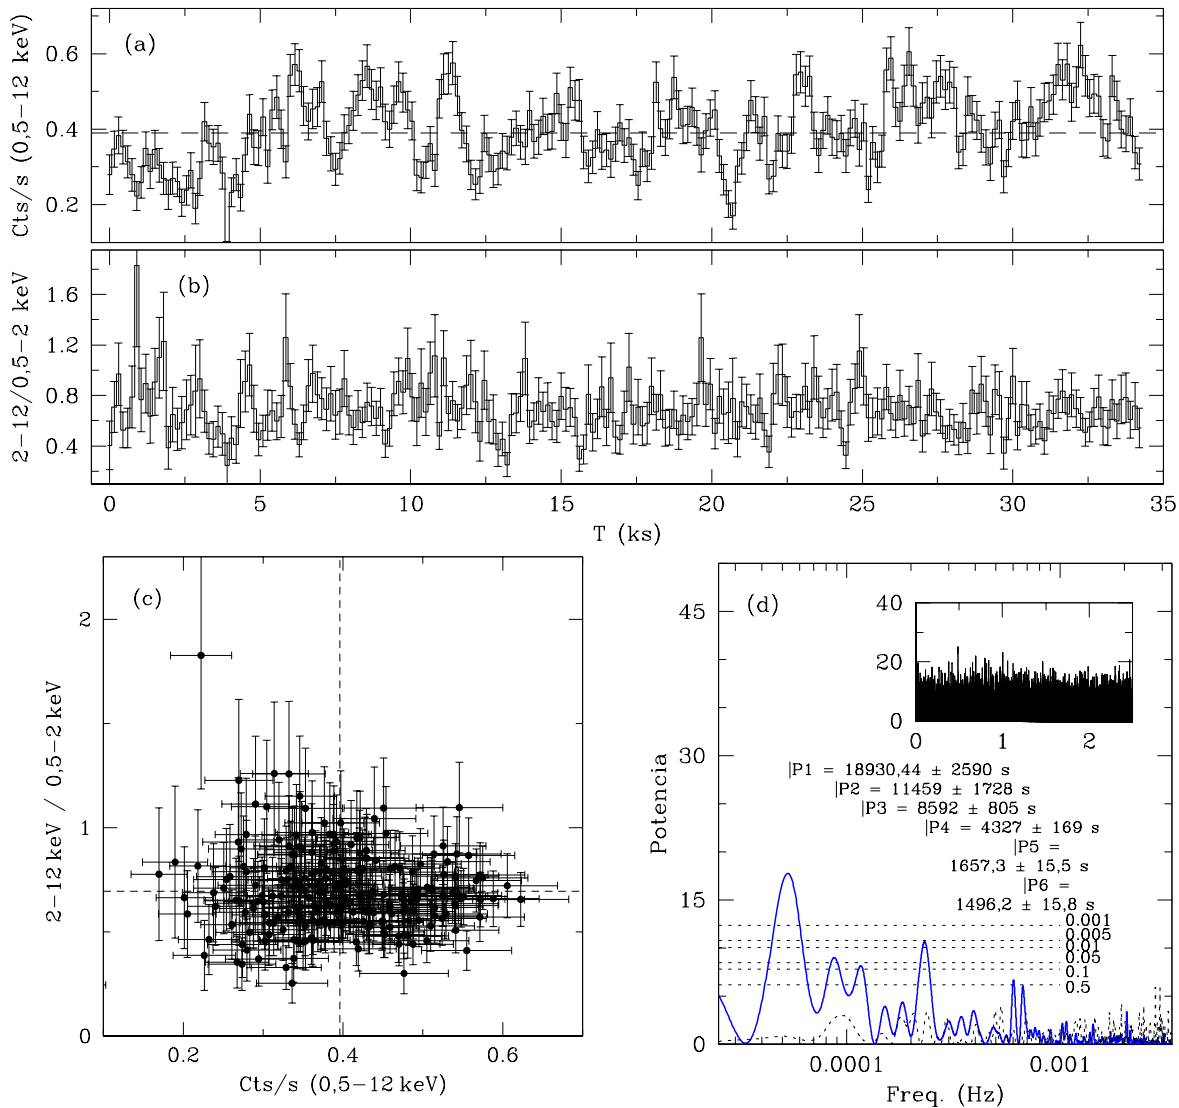 Cts/s (0,5−12 keV)
0.6
0.4
0.2
(a)
2−12/0,5−2 keV
1.6
1.2
0.8
0.4
(b)
0 5 10 15 20 25 30 35
T (ks)
2−12 keV / 0,5−2 keV
2
1
0
(c)
0.2 0.4 0.6
Cts/s (0,5−12 keV)
Potencia
45
30
15
0
(d)
40
20
0
0 1 2
|P1 = 18930,44 ± 2590 s
|P2 = 11459 ± 1728 s
|P3 = 8592 ± 805 s
|P4 = 4327 ± 169 s
|P5 =
1657,3 ± 15,5 s
|P6 =
1496,2 ± 15,8 s
0.001
0.005
0.01
0.05
0.1
0.5
0.0001 0.001
Freq. (Hz)